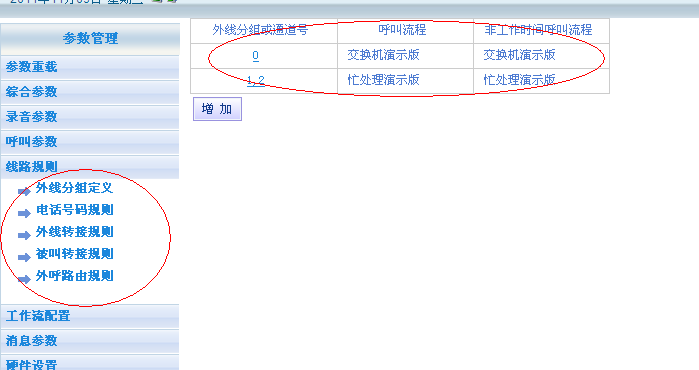 参数管理
参数重载
综合参数
录音参数
呼叫参数
线路规则
外线分组定义
电话号码规则
外线转接规则
被叫转接规则
外呼路由规则
工作流配置
消息参数
硬件设置
外线分组或通道号 呼叫流程 非工作时间呼叫流程
0 交换机演示版 交换机演示版
1,2 忙处理演示版 忙处理演示版
增 加